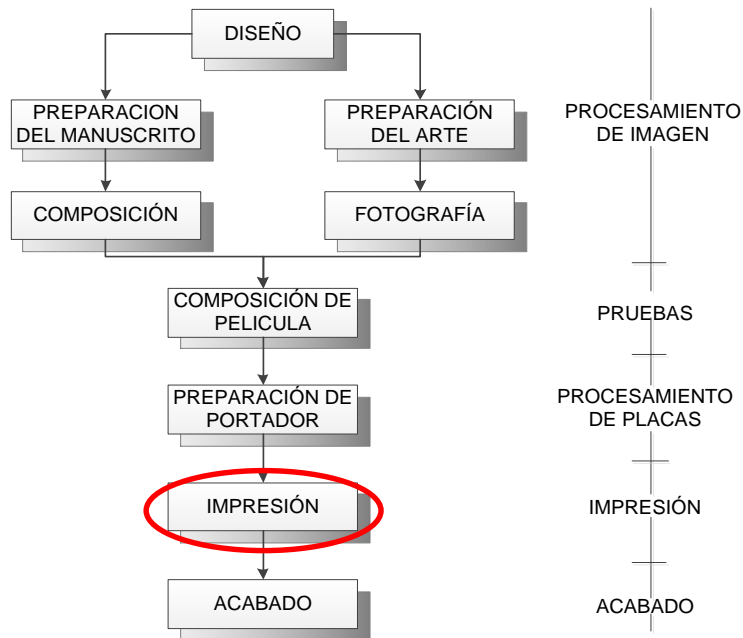 DISEÑO
PREPARACION
DEL MANUSCRITO
PREPARACIÓN
DEL ARTE
PROCESAMIENTO
DE IMAGEN
COMPOSICIÓN
FOTOGRAFÍA
COMPOSICIÓN DE
PELICULA
PRUEBAS
PREPARACIÓN DE
PORTADOR
PROCESAMIENTO
DE PLACAS
IMPRESIÓN
IMPRESIÓN
ACABADO
ACABADO